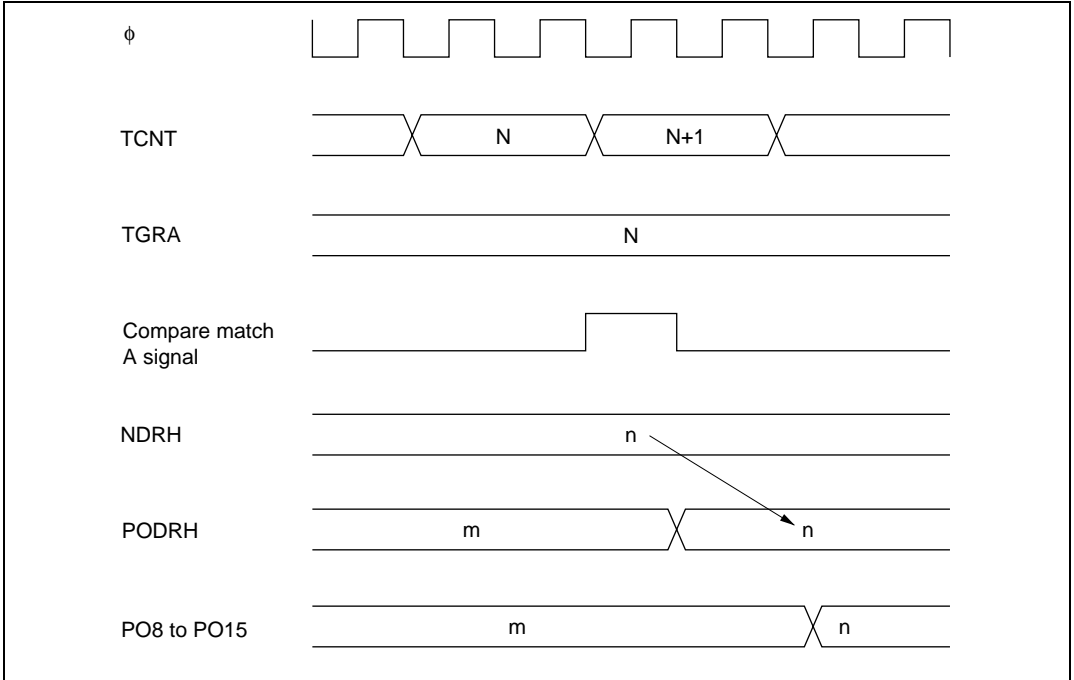 ϕ
TCNT N N+1
TGRA N
Compare match
A signal
NDRH n
PODRH m n
PO8 to PO15 m n